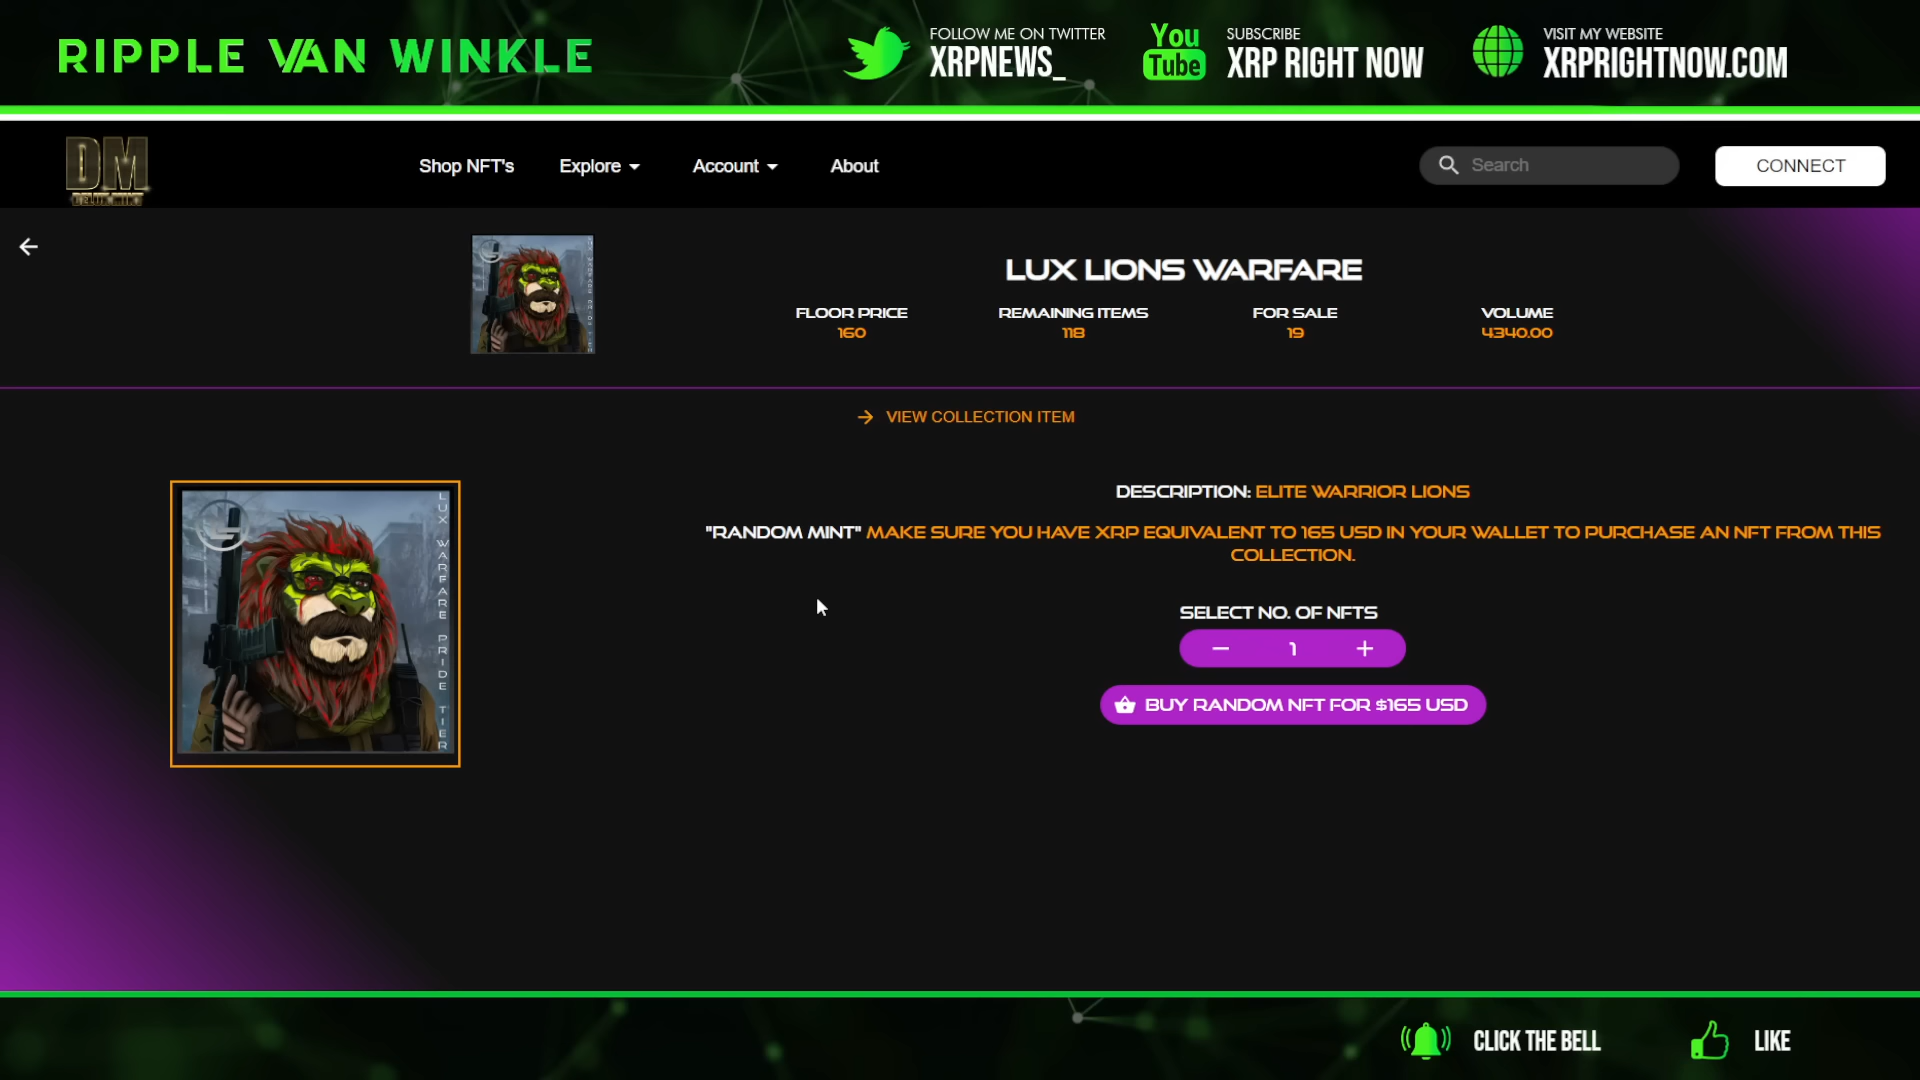 RIPPLE VAN WINKLE
FOLLOW ME ON TWITTER
XRPNEWS_
You
Tube
SUBSCRIBE
XRP RIGHT NOW
VISIT MY WEBSITE
XRPRIGHTNOW.COM
DM
Shop NFT's
Explore
Account
About
Search
CONNECT
LUX LIONS WARFARE
FLOOR PRICE
160
REMAINING ITEMS
118
FOR SALE
19
VOLUME
4340.00
VIEW COLLECTION ITEM
LUX WARFARE PRIDE TIER
DESCRIPTION: ELITE WARRIOR LIONS
"RANDOM MINT" MAKE SURE YOU HAVE XRP EQUIVALENT TO 165 USD IN YOUR WALLET TO PURCHASE AN NFT FROM THIS
COLLECTION.
SELECT NO. OF NFTS
− 1 +
BUY RANDOM NFT FOR $165 USD
CLICK THE BELL
LIKE